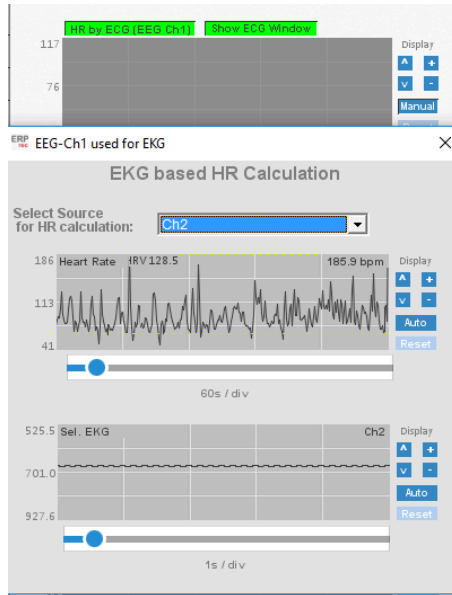 HR by ECG (EEG Ch1) Show ECG Window
117 Display
^ +
76 v -
Manual
ERP rec EEG-Ch1 used for EKG ×
EKG based HR Calculation
Select Source
for HR calculation: Ch2
186 Heart Rate HRV 128.5 185.9 bpm Display
^ +
113 v -
Auto
41 Reset
60s / div
525.5 Sel. EKG Ch2 Display
^ +
701.0 v -
Auto
927.6 Reset
1s / div